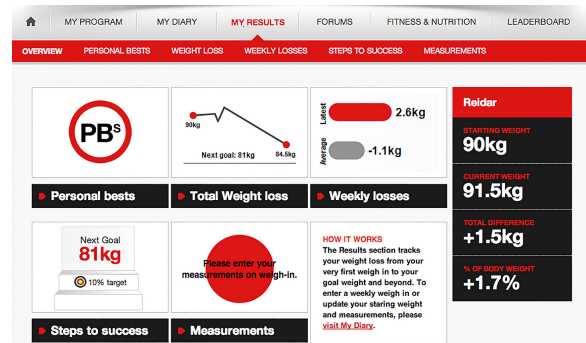 MY PROGRAM MY DIARY MY RESULTS FORUMS FITNESS & NUTRITION LEADERBOARD
OVERVIEW PERSONAL BESTS WEIGHT LOSS WEEKLY LOSSES STEPS TO SUCCESS MEASUREMENTS
PBs
Personal bests
90kg
84.5kg
Next goal: 81kg
Total Weight loss
Latest
2.6kg
Average
-1.1kg
Weekly losses
Next Goal
81kg
10% target
Steps to success
Please enter your
measurements on weigh-in.
Measurements
HOW IT WORKS
The Results section tracks
your weight loss from your
very first weigh in to your
goal weight and beyond. To
enter a weekly weigh in or
update your staring weight
and measurements, please
visit My Diary.
Reidar
STARTING WEIGHT
90kg
CURRENT WEIGHT
91.5kg
TOTAL DIFFERENCE
+1.5kg
% OF BODY WEIGHT
+1.7%